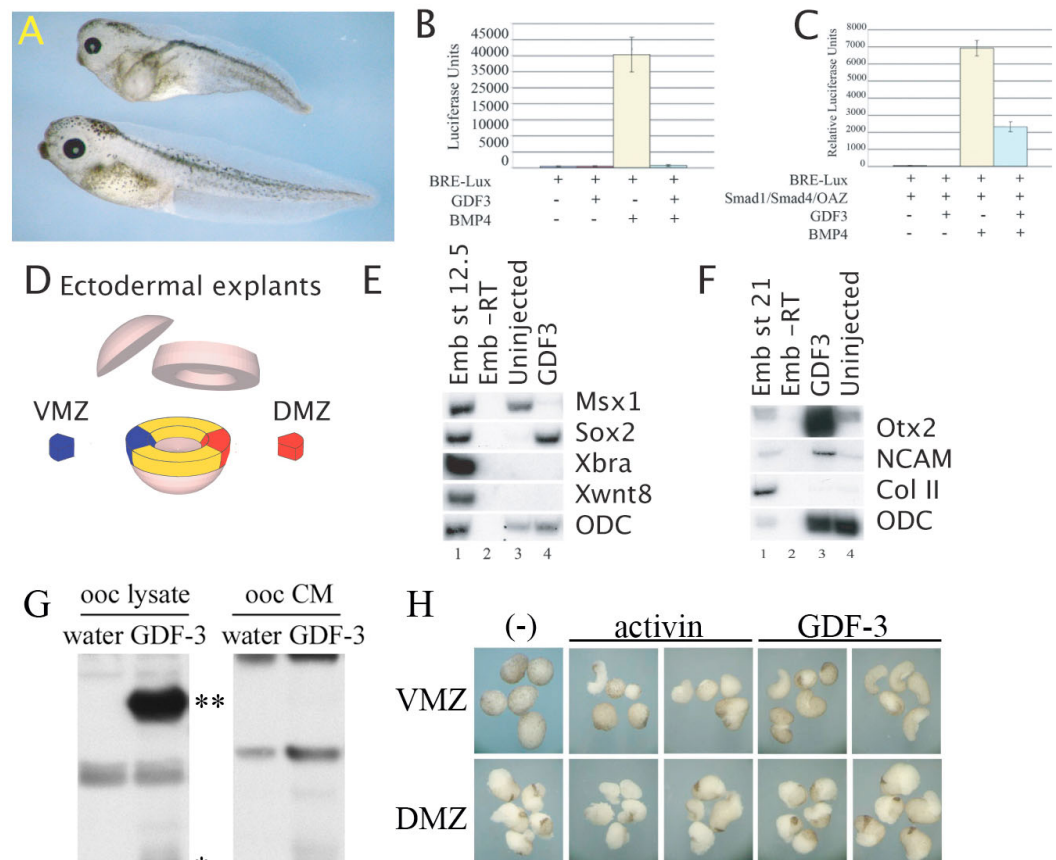 A
B
Luciferase Units
45000
40000
35000
40000
25000
40000
15000
40000
5000
0
BRE-Lux + + + +
GDF3 - + - +
BMP4 - - + +
C
Relative Luciferase Units
8000
7000
6000
5000
4000
3000
2000
1000
0
BRE-Lux + + + +
Smad1/Smad4/OAZ + + + +
GDF3 - + - +
BMP4 - - + +
D Ectodermal explants
VMZ
DMZ
E
Emb st 12.5
Emb -RT
Uninjected
GDF3
Msx1
Sox2
Xbra
Xwnt8
ODC
1 2 3 4
F
Emb st 21
Emb -RT
GDF3
Uninjected
Otx2
NCAM
Col II
ODC
1 2 3 4
G
ooc lysate
ooc CM
water GDF-3
water GDF-3
**
*
H
(-)
activin
GDF-3
VMZ
DMZ